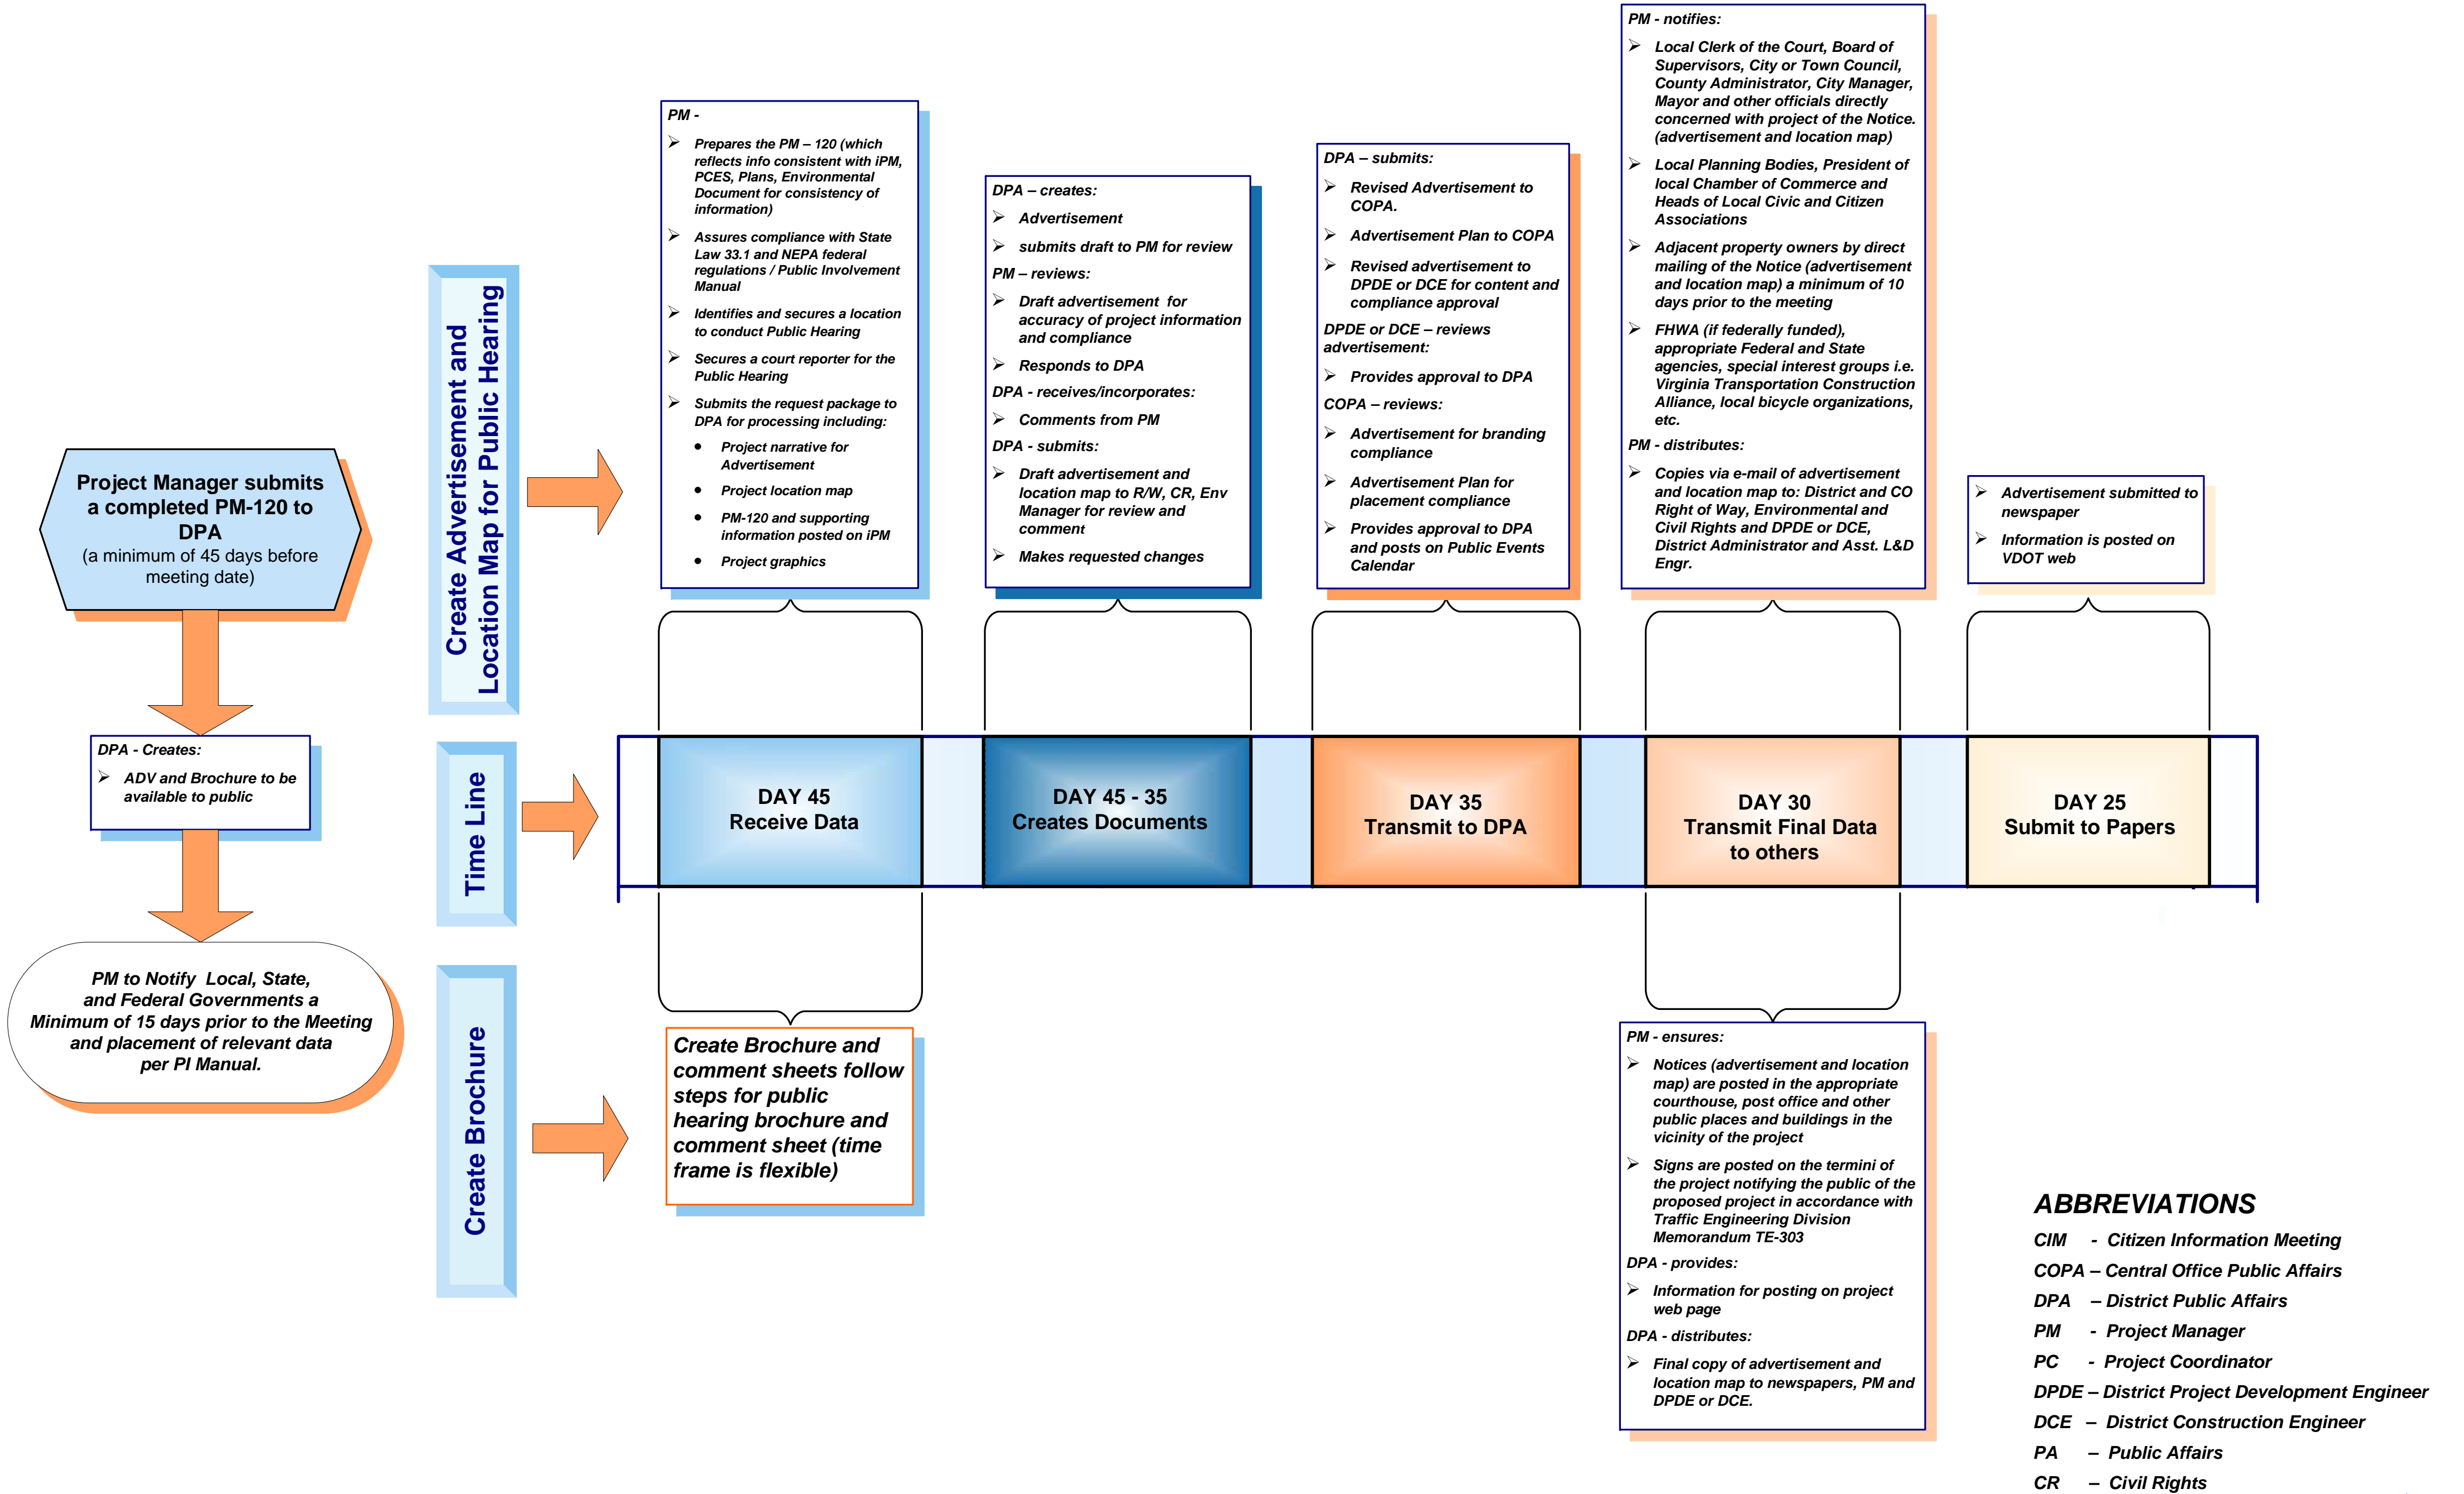 Project Manager submits
a completed PM-120 to
DPA
(a minimum of 45 days before
meeting date)
DPA - Creates:
➢ ADV and Brochure to be
available to public
PM to Notify Local, State,
and Federal Governments a
Minimum of 15 days prior to the Meeting
and placement of relevant data
per PI Manual.
Create Advertisement and
Location Map for Public Hearing
PM -
➢ Prepares the PM – 120 (which
reflects info consistent with iPM,
PCES, Plans, Environmental
Document for consistency of
information)
➢ Assures compliance with State
Law 33.1 and NEPA federal
regulations / Public Involvement
Manual
➢ Identifies and secures a location
to conduct Public Hearing
➢ Secures a court reporter for the
Public Hearing
➢ Submits the request package to
DPA for processing including:
• Project narrative for
Advertisement
• Project location map
• PM-120 and supporting
information posted on iPM
• Project graphics
DPA – creates:
➢ Advertisement
➢ submits draft to PM for review
PM – reviews:
➢ Draft advertisement for
accuracy of project information
and compliance
➢ Responds to DPA
DPA - receives/incorporates:
➢ Comments from PM
DPA - submits:
➢ Draft advertisement and
location map to R/W, CR, Env
Manager for review and
comment
➢ Makes requested changes
DPA – submits:
➢ Revised Advertisement to
COPA.
➢ Advertisement Plan to COPA
➢ Revised advertisement to
DPDE or DCE for content and
compliance approval
DPDE or DCE – reviews
advertisement:
➢ Provides approval to DPA
COPA – reviews:
➢ Advertisement for branding
compliance
➢ Advertisement Plan for
placement compliance
➢ Provides approval to DPA
and posts on Public Events
Calendar
PM - notifies:
➢ Local Clerk of the Court, Board of
Supervisors, City or Town Council,
County Administrator, City Manager,
Mayor and other officials directly
concerned with project of the Notice.
(advertisement and location map)
➢ Local Planning Bodies, President of
local Chamber of Commerce and
Heads of Local Civic and Citizen
Associations
➢ Adjacent property owners by direct
mailing of the Notice (advertisement
and location map) a minimum of 10
days prior to the meeting
➢ FHWA (if federally funded),
appropriate Federal and State
agencies, special interest groups i.e.
Virginia Transportation Construction
Alliance, local bicycle organizations,
etc.
PM - distributes:
➢ Copies via e-mail of advertisement
and location map to: District and CO
Right of Way, Environmental and
Civil Rights and DPDE or DCE,
District Administrator and Asst. L&D
Engr.
➢ Advertisement submitted to
newspaper
➢ Information is posted on
VDOT web
Time Line
DAY 45
Receive Data
DAY 45 - 35
Creates Documents
DAY 35
Transmit to DPA
DAY 30
Transmit Final Data
to others
DAY 25
Submit to Papers
Create Brochure
Create Brochure and
comment sheets follow
steps for public
hearing brochure and
comment sheet (time
frame is flexible)
PM - ensures:
➢ Notices (advertisement and location
map) are posted in the appropriate
courthouse, post office and other
public places and buildings in the
vicinity of the project
➢ Signs are posted on the termini of
the project notifying the public of the
proposed project in accordance with
Traffic Engineering Division
Memorandum TE-303
DPA - provides:
➢ Information for posting on project
web page
DPA - distributes:
➢ Final copy of advertisement and
location map to newspapers, PM and
DPDE or DCE.
ABBREVIATIONS
CIM - Citizen Information Meeting
COPA – Central Office Public Affairs
DPA – District Public Affairs
PM - Project Manager
PC - Project Coordinator
DPDE – District Project Development Engineer
DCE – District Construction Engineer
PA – Public Affairs
CR – Civil Rights